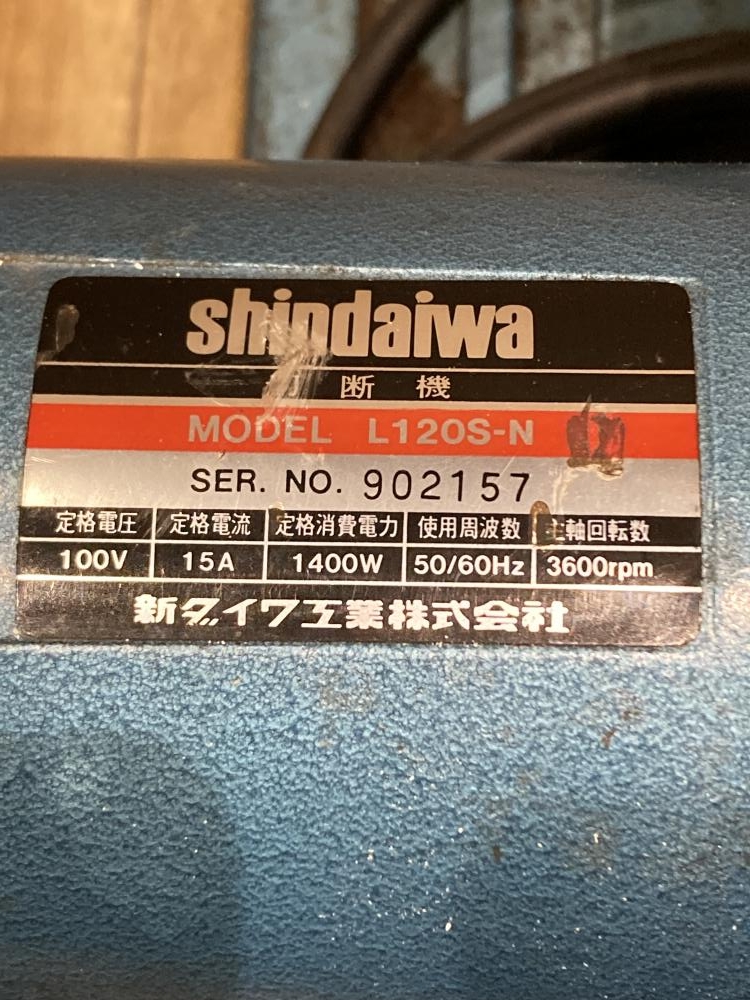 shindaiwa
断 機
MODEL L120S-N
SER. NO. 902157
定格電圧 定格電流 定格消費電力 使用周波数 主軸回転数
100V 15A 1400W 50/60Hz 3600rpm
新ダイワ工業株式会社